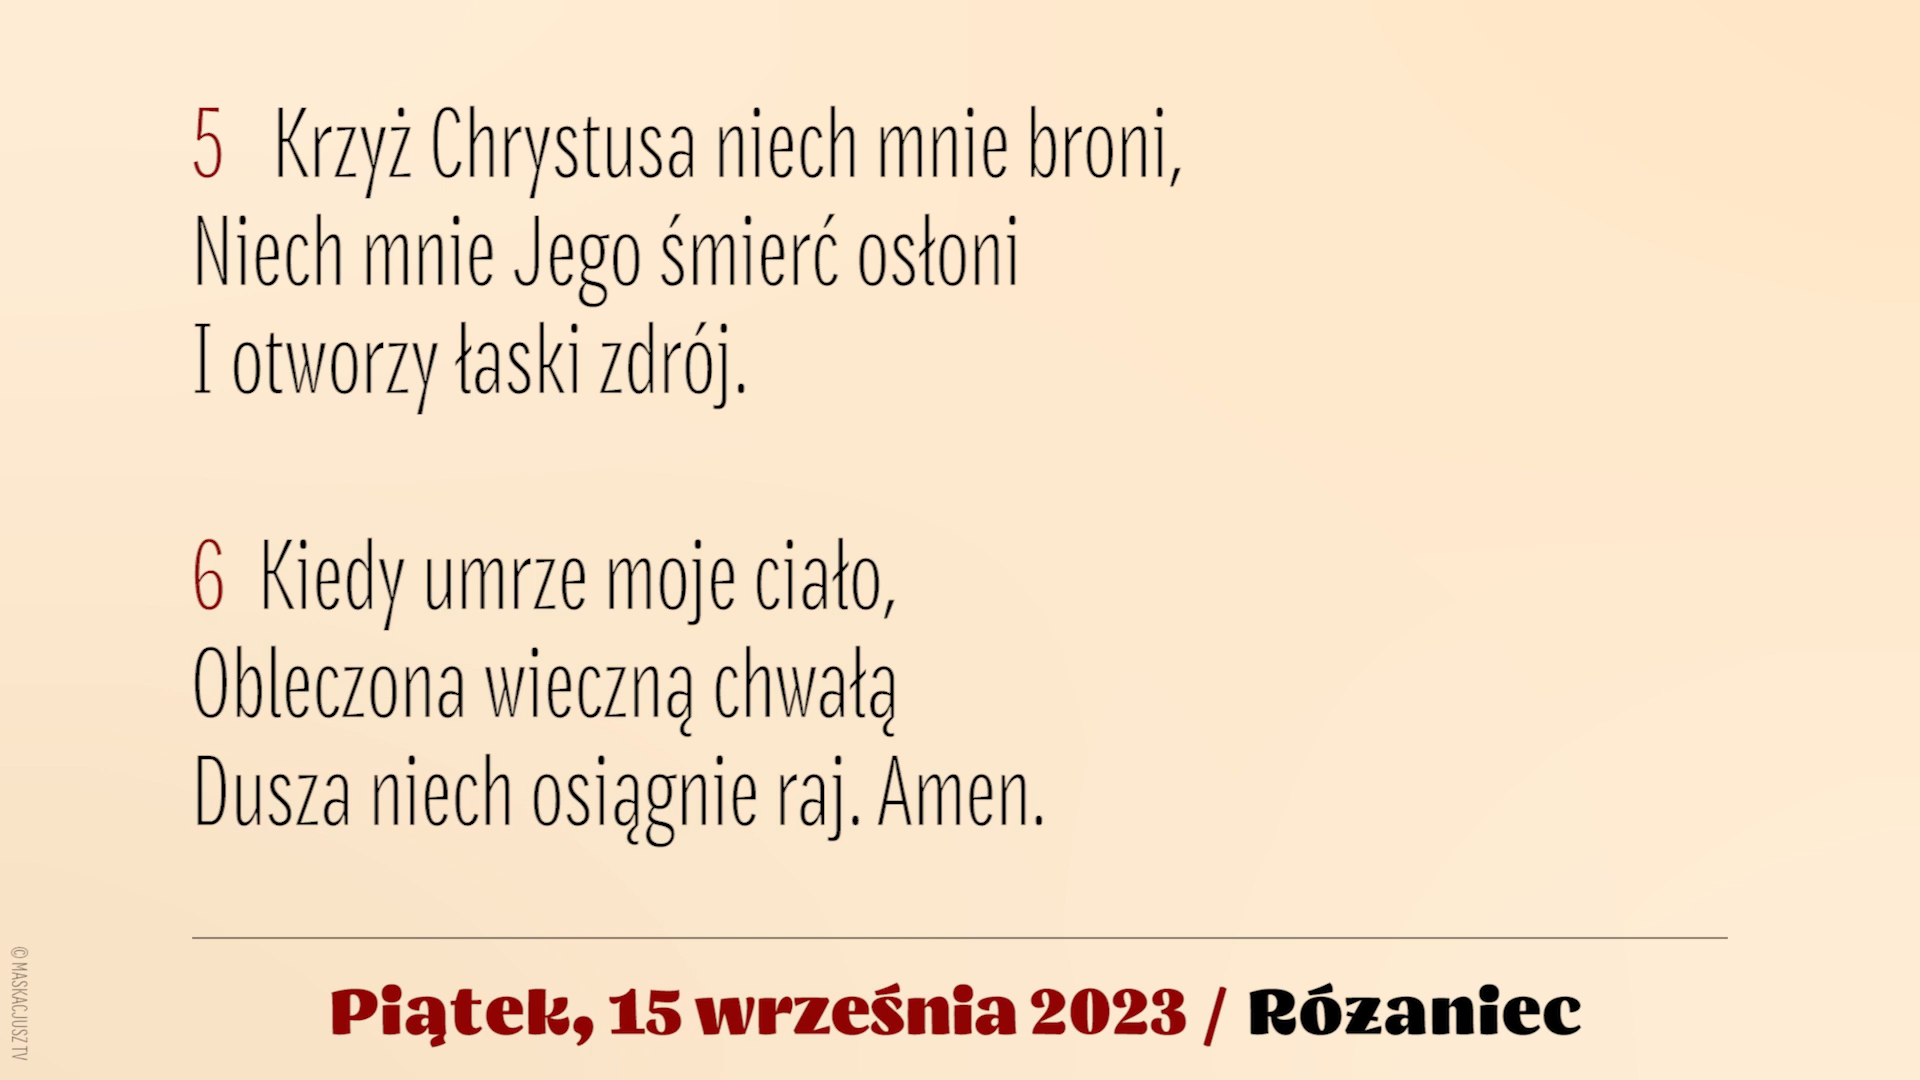 5 Krzyż Chrystusa niech mnie broni,
Niech mnie Jego śmierć osłoni
I otworzy łaski zdrój.
6 Kiedy umrze moje ciało,
Obleczona wieczną chwałą
Dusza niech osiągnie raj. Amen.
Piątek, 15 września 2023 / Różaniec
© MASKACJUSZ TV